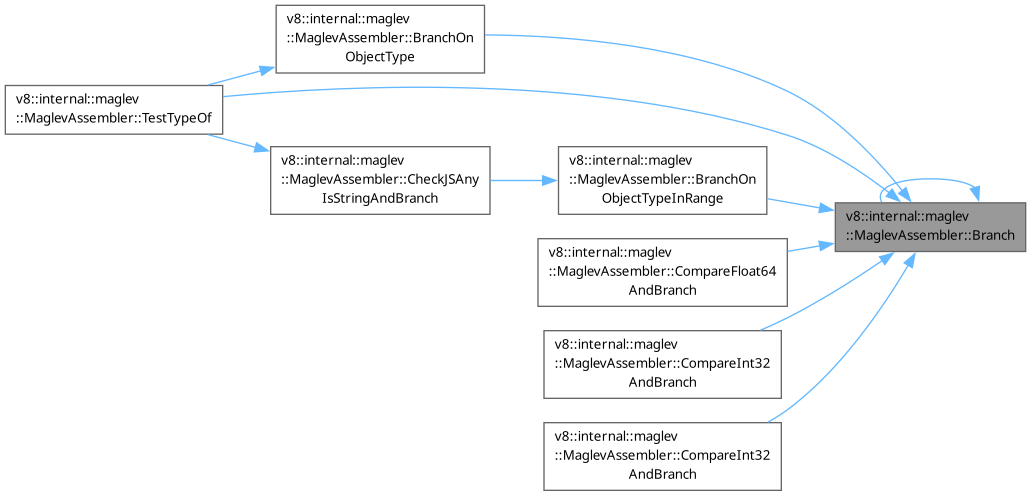 v8::internal::maglev
::MaglevAssembler::BranchOn
ObjectType
v8::internal::maglev
::MaglevAssembler::TestTypeOf
v8::internal::maglev
::MaglevAssembler::CheckJSAny
IsStringAndBranch
v8::internal::maglev
::MaglevAssembler::BranchOn
ObjectTypeInRange
v8::internal::maglev
::MaglevAssembler::Branch
v8::internal::maglev
::MaglevAssembler::CompareFloat64
AndBranch
v8::internal::maglev
::MaglevAssembler::CompareInt32
AndBranch
v8::internal::maglev
::MaglevAssembler::CompareInt32
AndBranch